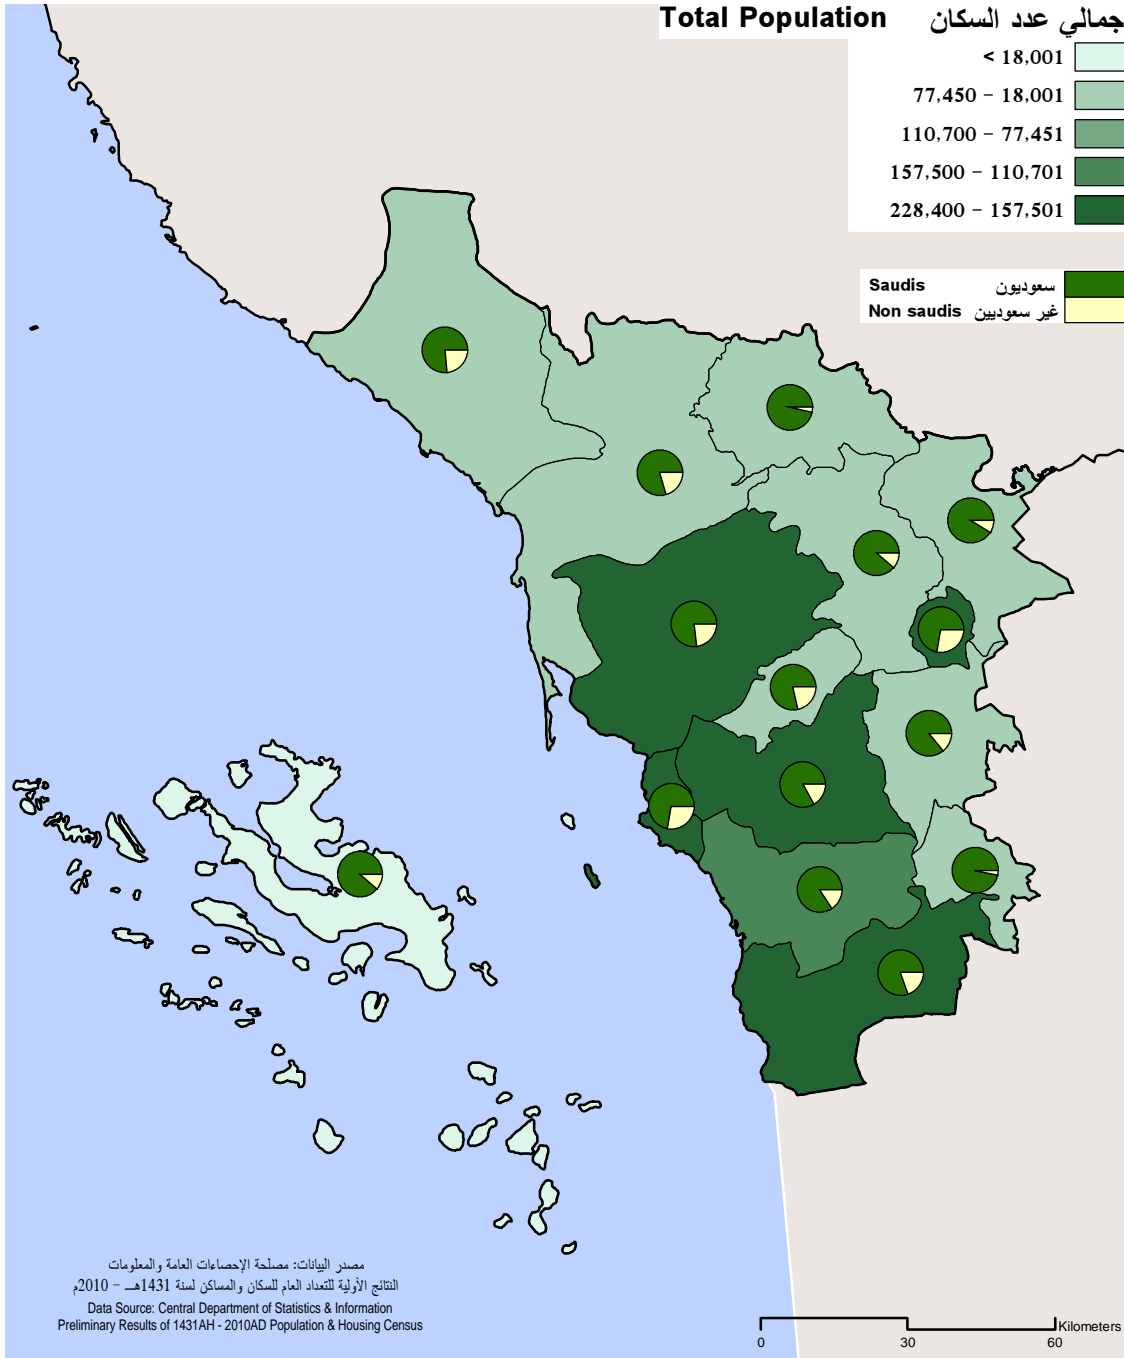 Total Population جمالي عدد السكان
< 18,001
77,450 – 18,001
110,700 – 77,451
157,500 – 110,701
228,400 – 157,501
Saudis سعوديون
Non saudis غير سعوديين
مصدر البيانات: مصلحة الإحصاءات العامة والمعلومات
النتائج الأولية للتعداد العام للسكان والمساكن لسنة 1431هـ – 2010م
Data Source: Central Department of Statistics & Information
Preliminary Results of 1431AH - 2010AD Population & Housing Census
Kilometers
0 30 60